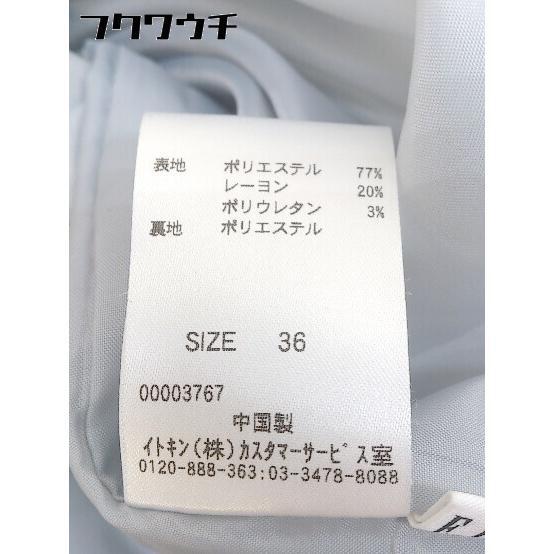 フクワウチ
表地 ポリエステル 77%
レーヨン 20%
ポリウレタン 3%
裏地 ポリエステル
SIZE 36
00003767
中国製
イトキン(株)カスタマーサービス室
0120-888-363:03-3478-8088